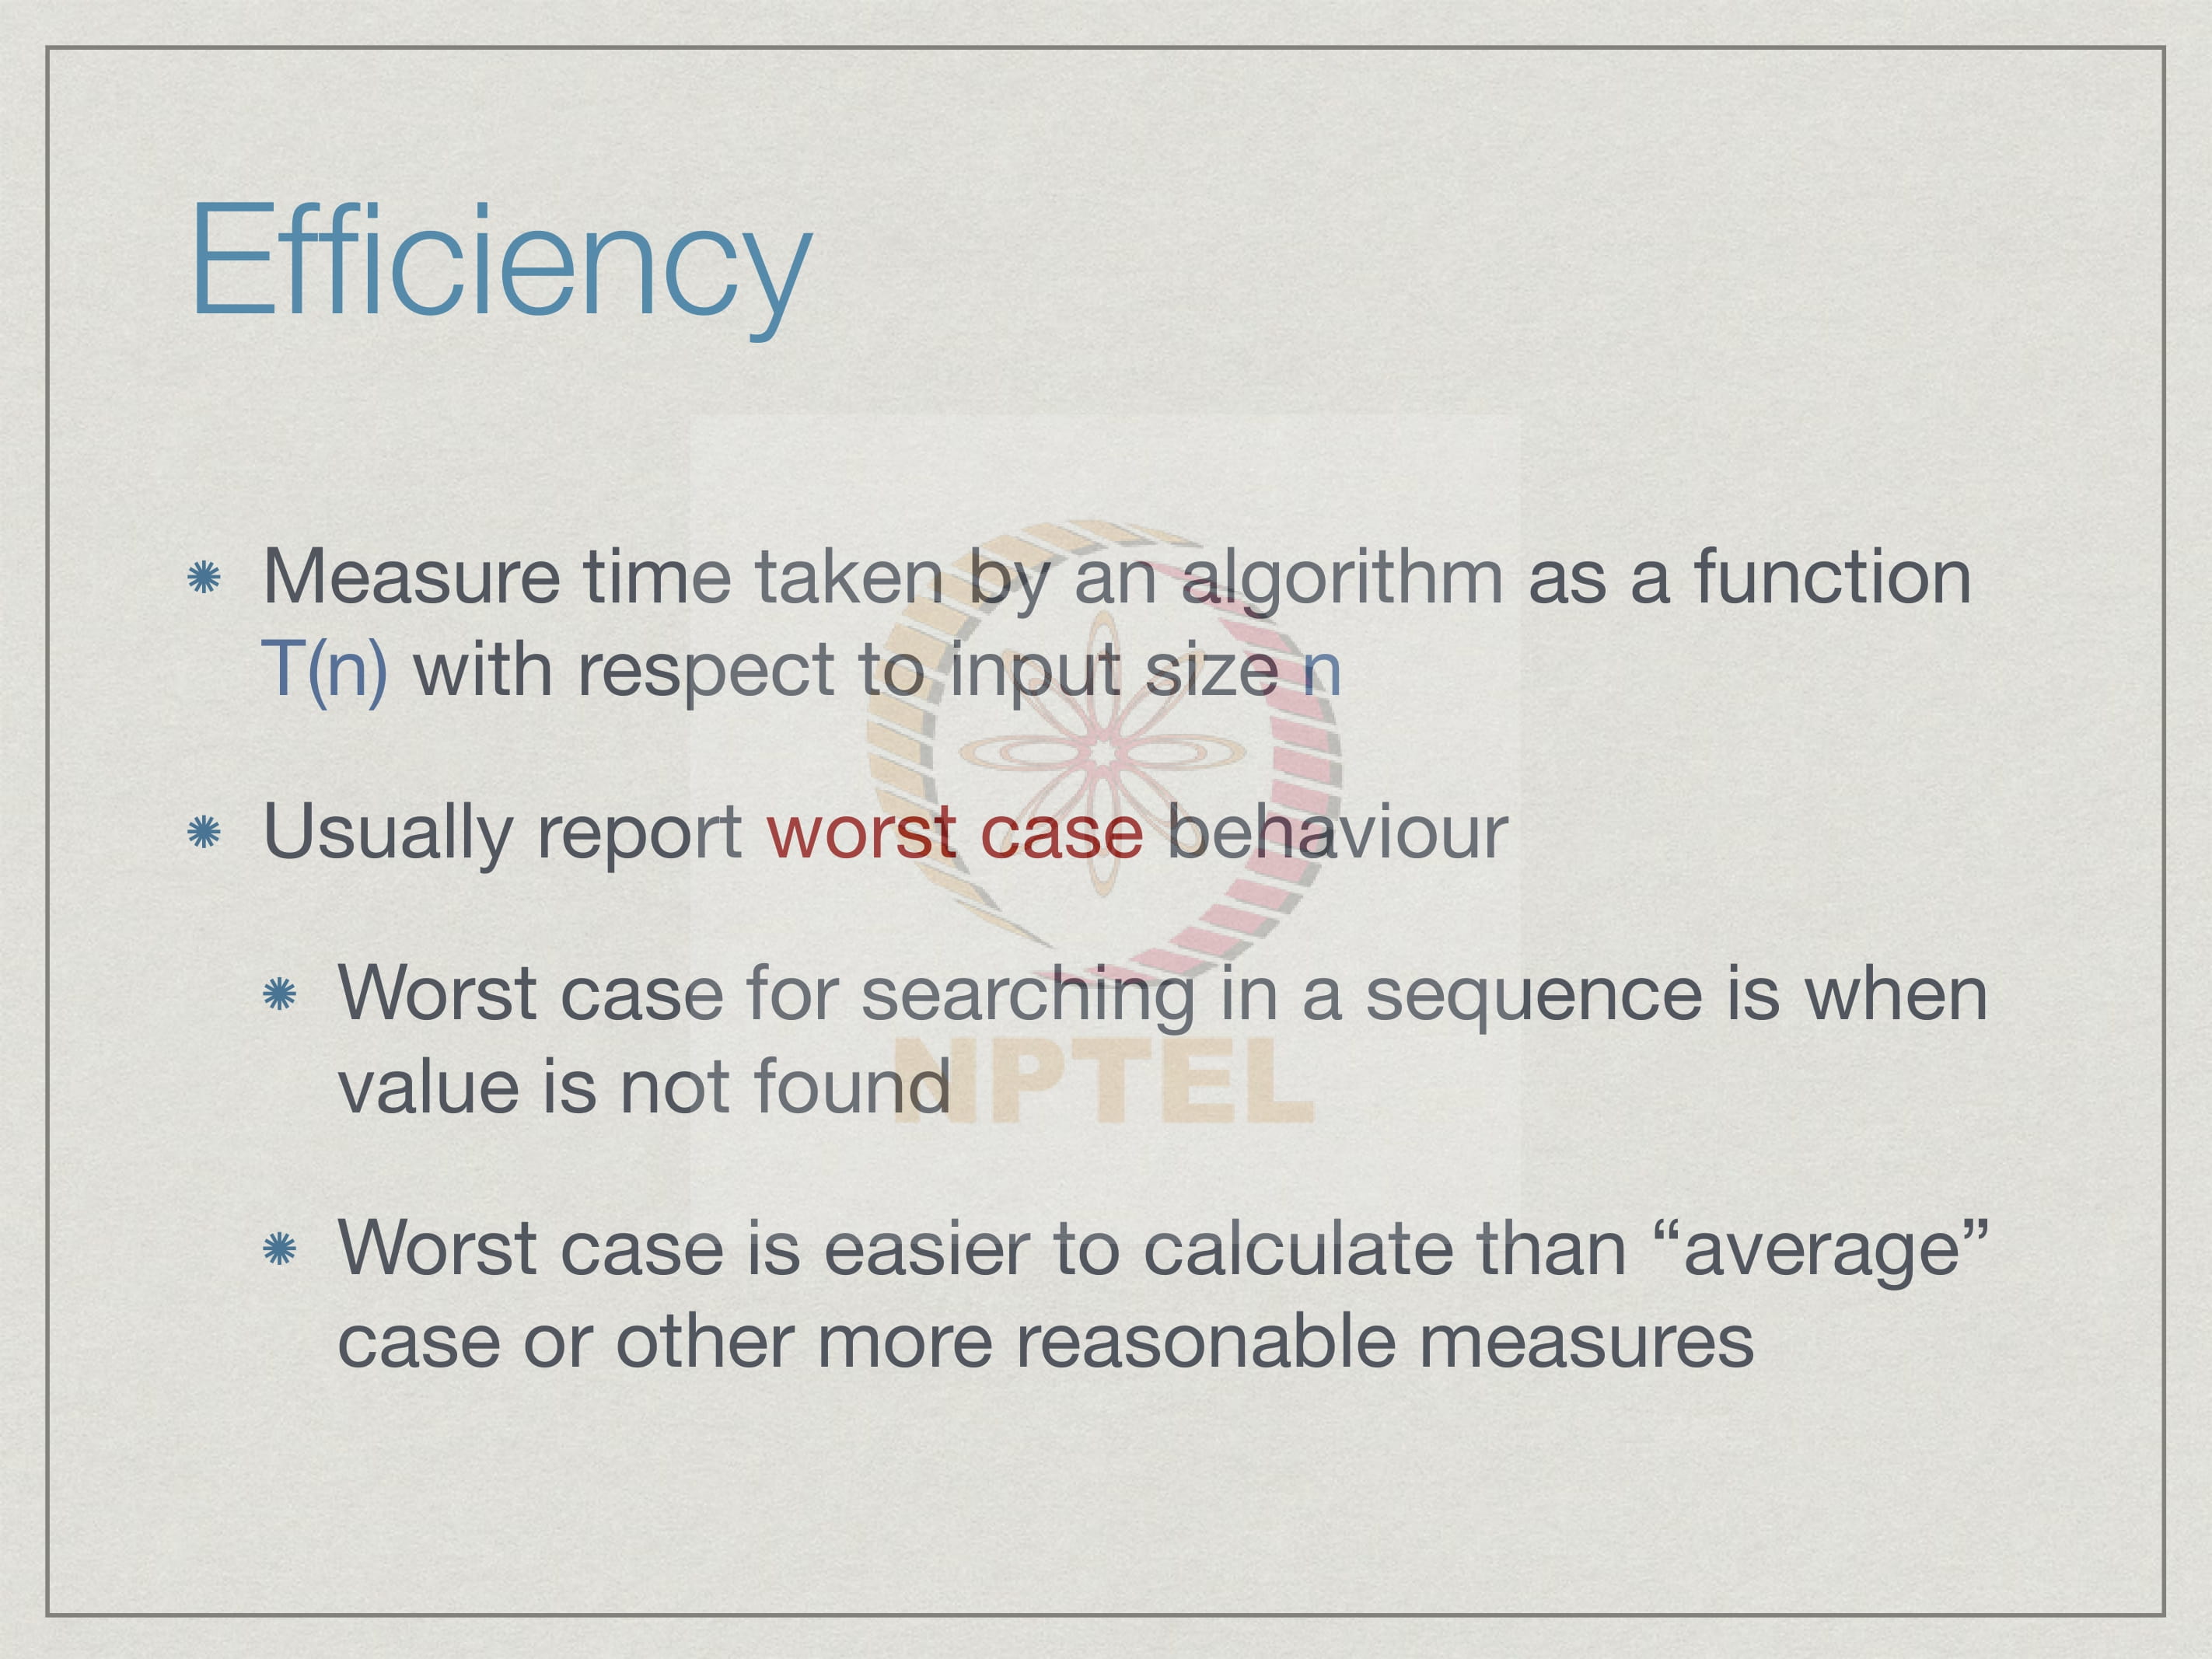 Efficiency
Measure time taken by an algorithm as a function
T(n) with respect to input size n
Usually report worst case behaviour
Worst case for searching in a sequence is when
value is not found
NPTEL
Worst case is easier to calculate than “average”
case or other more reasonable measures